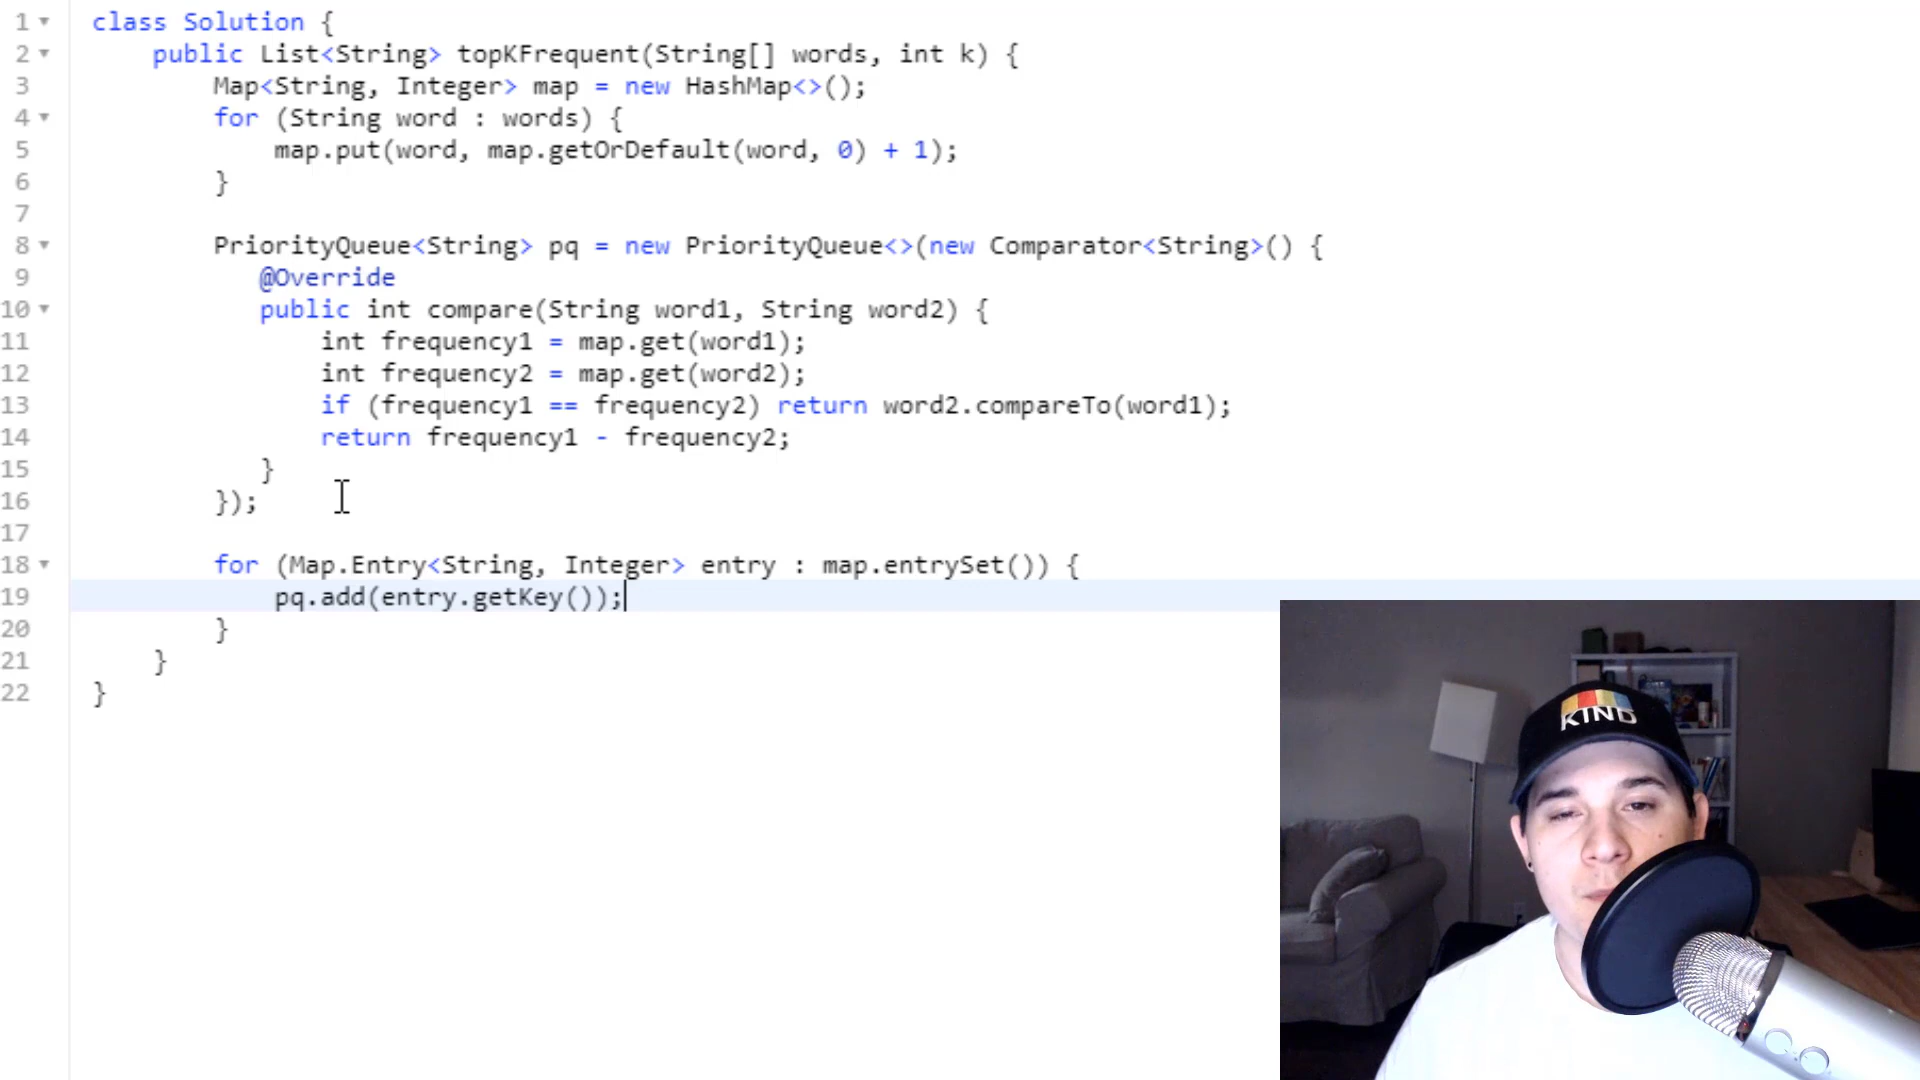 1 class Solution {
2 public List<String> topKFrequent(String[] words, int k) {
3 Map<String, Integer> map = new HashMap<>();
4 for (String word : words) {
5 map.put(word, map.getOrDefault(word, 0) + 1);
6 }
7
8 PriorityQueue<String> pq = new PriorityQueue<>(new Comparator<String>() {
9 @Override
10 public int compare(String word1, String word2) {
11 int frequency1 = map.get(word1);
12 int frequency2 = map.get(word2);
13 if (frequency1 == frequency2) return word2.compareTo(word1);
14 return frequency1 - frequency2;
15 }
16 });
17
18 for (Map.Entry<String, Integer> entry : map.entrySet()) {
19 pq.add(entry.getKey());
20 }
21 }
22 }
KIND